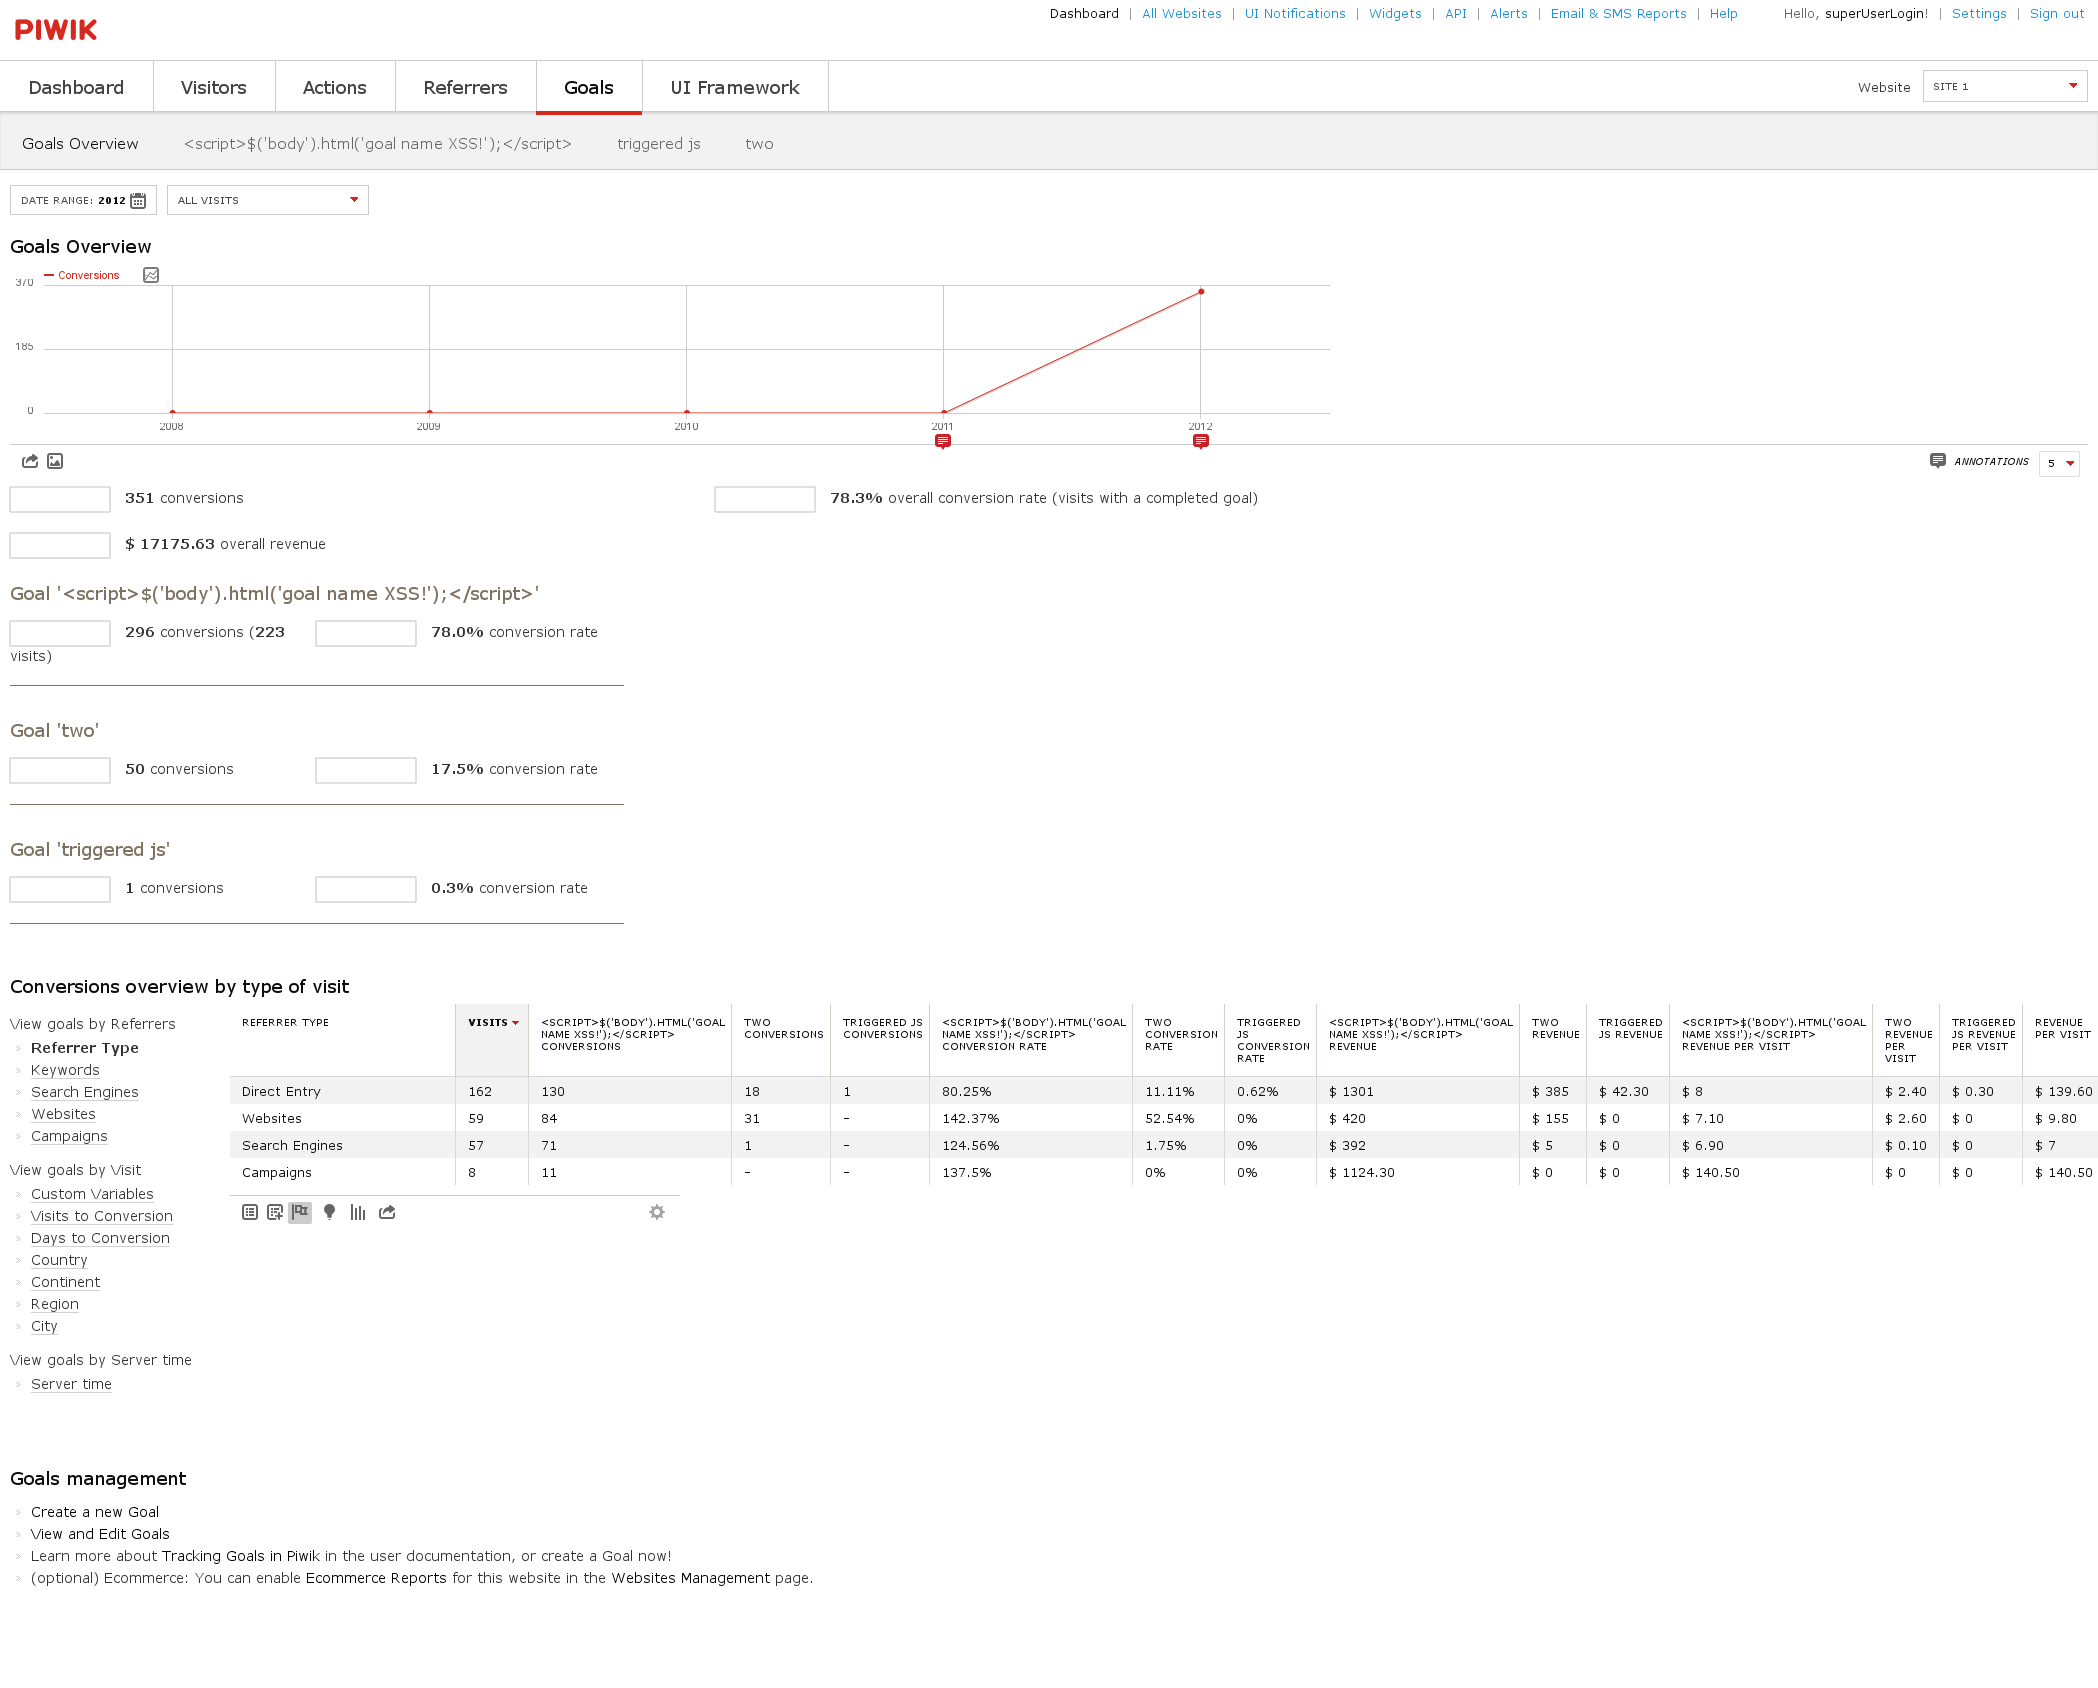 PIWIK
Dashboard | All Websites | UI Notifications | Widgets | API | Alerts | Email & SMS Reports | Help Hello, superUserLogin! | Settings | Sign out
Dashboard Visitors Actions Referrers Goals UI Framework
Website SITE 1
Goals Overview <script>$('body').html('goal name XSS!');</script> triggered js two
DATE RANGE: 2012 ALL VISITS
Goals Overview
Conversions
370
185
0
2008 2009 2010 2011 2012
ANNOTATIONS 5
351 conversions 78.3% overall conversion rate (visits with a completed goal)
$ 17175.63 overall revenue
Goal '<script>$('body').html('goal name XSS!');</script>'
296 conversions (223 78.0% conversion rate
visits)
Goal 'two'
50 conversions 17.5% conversion rate
Goal 'triggered js'
1 conversions 0.3% conversion rate
Conversions overview by type of visit
View goals by Referrers
» Referrer Type
» Keywords
» Search Engines
» Websites
» Campaigns
View goals by Visit
» Custom Variables
» Visits to Conversion
» Days to Conversion
» Country
» Continent
» Region
» City
View goals by Server time
» Server time
REFERRER TYPE VISITS <SCRIPT>$('BODY').HTML('GOAL TWO TRIGGERED JS <SCRIPT>$('BODY').HTML('GOAL TWO TRIGGERED <SCRIPT>$('BODY').HTML('GOAL TWO TRIGGERED <SCRIPT>$('BODY').HTML('GOAL TWO TRIGGERED REVENUE
NAME XSS!');</SCRIPT> CONVERSIONS CONVERSIONS NAME XSS!');</SCRIPT> CONVERSION JS NAME XSS!');</SCRIPT> REVENUE JS REVENUE NAME XSS!');</SCRIPT> REVENUE JS REVENUE PER VISIT
CONVERSIONS CONVERSION RATE RATE CONVERSION REVENUE REVENUE PER VISIT PER PER VISIT
RATE VISIT
Direct Entry 162 130 18 1 80.25% 11.11% 0.62% $ 1301 $ 385 $ 42.30 $ 8 $ 2.40 $ 0.30 $ 139.60
Websites 59 84 31 - 142.37% 52.54% 0% $ 420 $ 155 $ 0 $ 7.10 $ 2.60 $ 0 $ 9.80
Search Engines 57 71 1 - 124.56% 1.75% 0% $ 392 $ 5 $ 0 $ 6.90 $ 0.10 $ 0 $ 7
Campaigns 8 11 - - 137.5% 0% 0% $ 1124.30 $ 0 $ 0 $ 140.50 $ 0 $ 0 $ 140.50
Goals management
» Create a new Goal
» View and Edit Goals
» Learn more about Tracking Goals in Piwik in the user documentation, or create a Goal now!
» (optional) Ecommerce: You can enable Ecommerce Reports for this website in the Websites Management page.